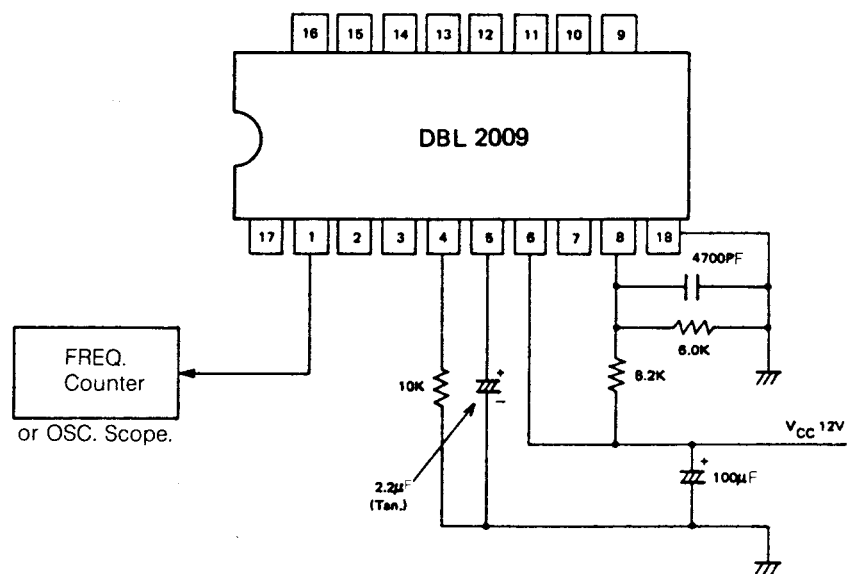 16 15 14 13 12 11 10 9
DBL 2009
17 1 2 3 4 5 6 7 8 18
4700PF
6.0K
8.2K
10K
FREQ.
Counter
or OSC. Scope.
+
−
2.2µF
(Tan.)
VCC 12V
+
100µF